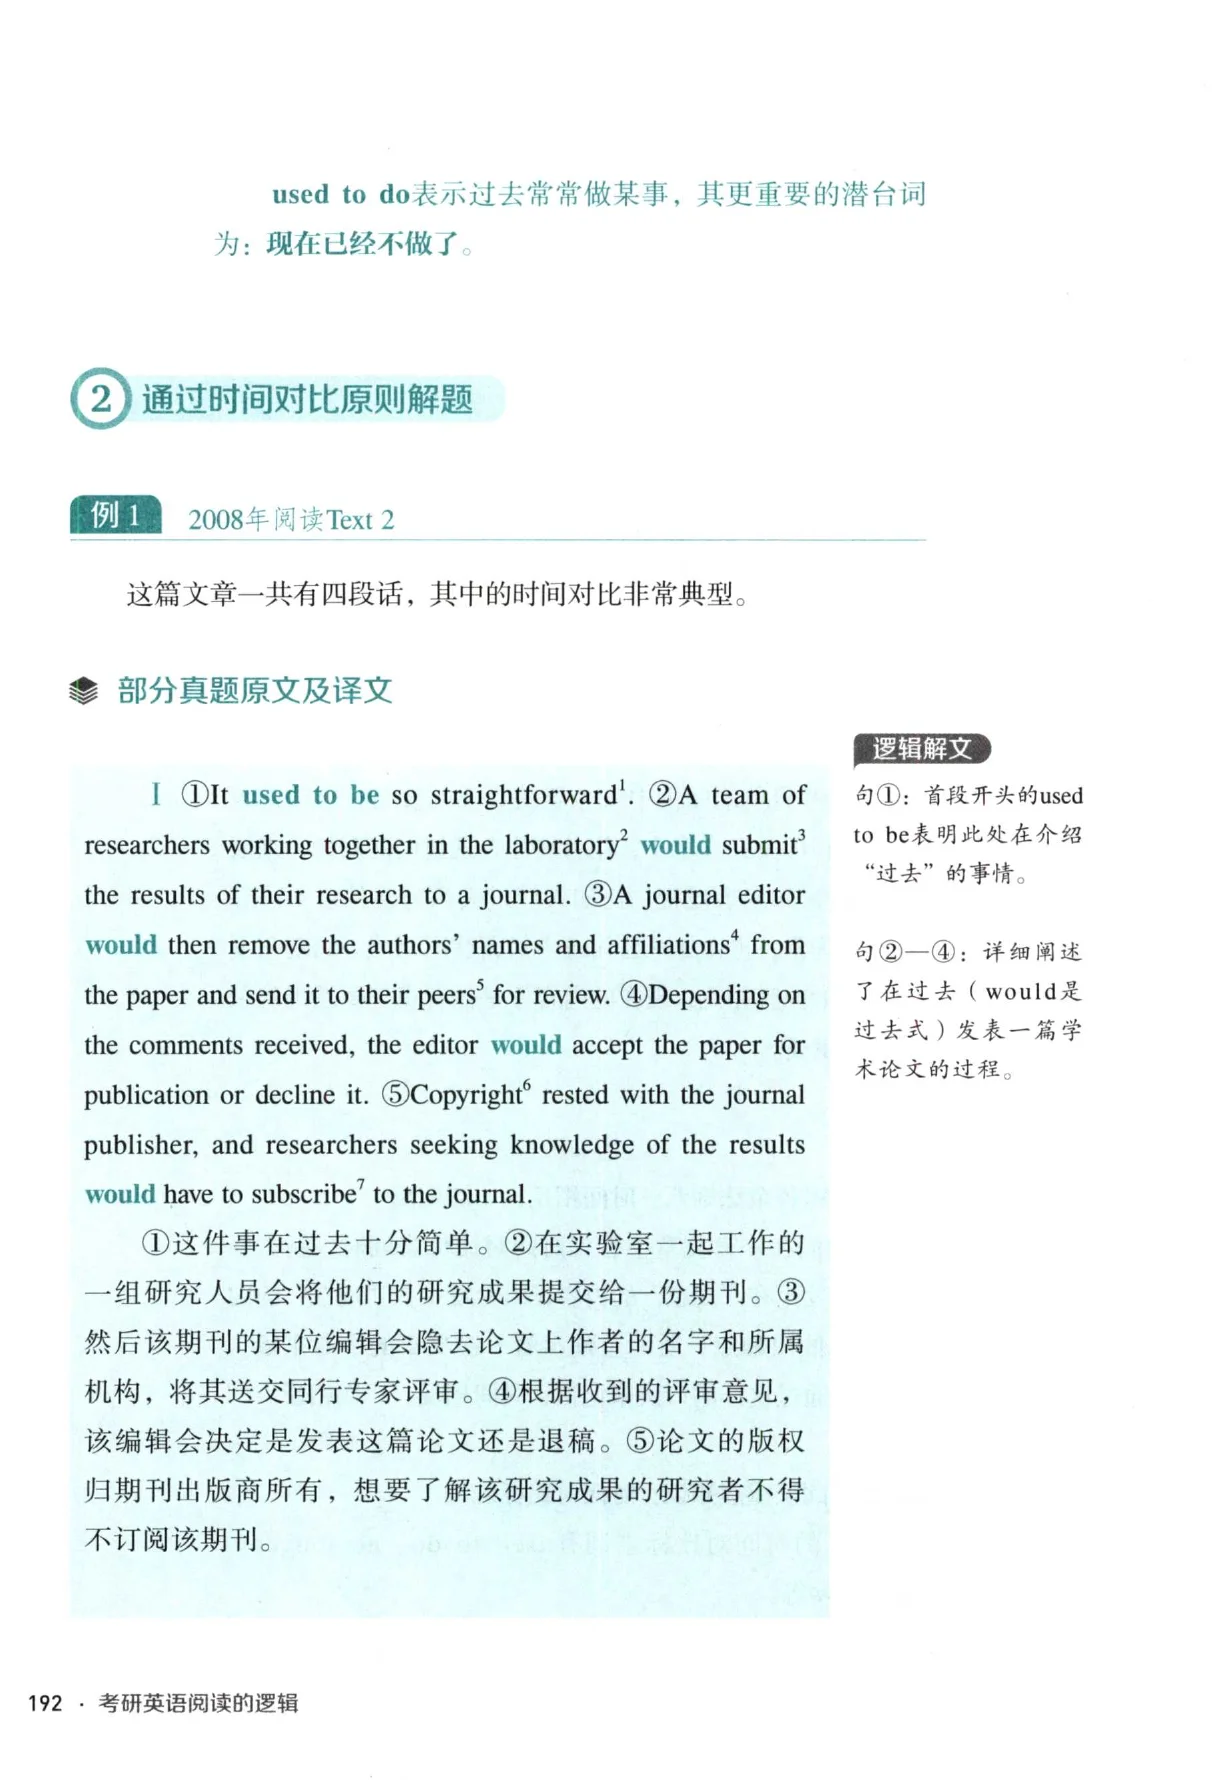 used to do表示过去常常做某事，其更重要的潜台词
为：现在已经不做了。
2 通过时间对比原则解题
例 1 2008年阅读Text 2
这篇文章一共有四段话，其中的时间对比非常典型。
部分真题原文及译文
I ①It used to be so straightforward¹. ②A team of
researchers working together in the laboratory² would submit³
the results of their research to a journal. ③A journal editor
would then remove the authors' names and affiliations⁴ from
the paper and send it to their peers⁵ for review. ④Depending on
the comments received, the editor would accept the paper for
publication or decline it. ⑤Copyright⁶ rested with the journal
publisher, and researchers seeking knowledge of the results
would have to subscribe⁷ to the journal.
①这件事在过去十分简单。②在实验室一起工作的
一组研究人员会将他们的研究成果提交给一份期刊。③
然后该期刊的某位编辑会隐去论文上作者的名字和所属
机构，将其送交同行专家评审。④根据收到的评审意见，
该编辑会决定是发表这篇论文还是退稿。⑤论文的版权
归期刊出版商所有，想要了解该研究成果的研究者不得
不订阅该期刊。
逻辑解文
句①：首段开头的used
to be表明此处在介绍
“过去”的事情。
句②—④：详细阐述
了在过去（would是
过去式）发表一篇学
术论文的过程。
192 · 考研英语阅读的逻辑